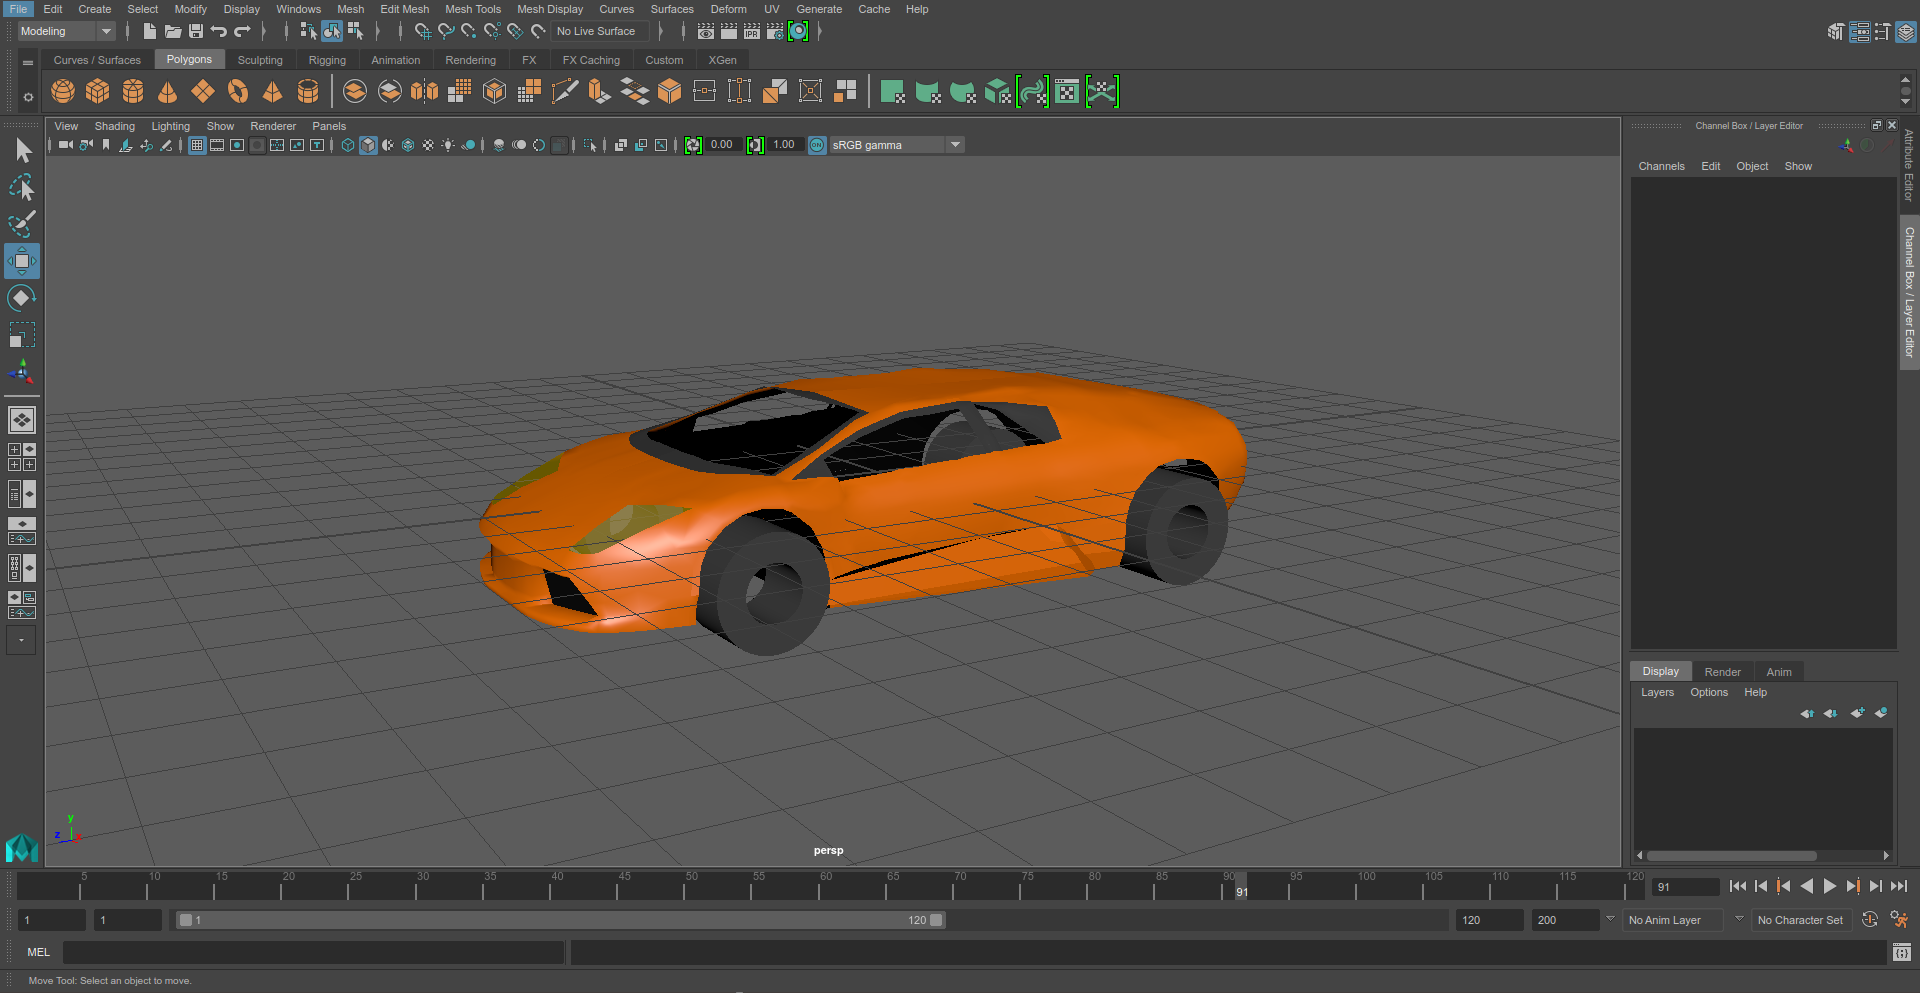 File Edit Create Select Modify Display Windows Mesh Edit Mesh Mesh Tools Mesh Display Curves Surfaces Deform UV Generate Cache Help
Modeling No Live Surface IPR
Curves / Surfaces Polygons Sculpting Rigging Animation Rendering FX FX Caching Custom XGen
View Shading Lighting Show Renderer Panels
0.00 1.00 ON sRGB gamma
Channel Box / Layer Editor
Channels Edit Object Show
Attribute Editor
Channel Box / Layer Editor
Display Render Anim
Layers Options Help
y
z x
persp
5 10 15 20 25 30 35 40 45 50 55 60 65 70 75 80 85 90 95 100 105 110 115 120
91 91
1 1 1 120 120 200 No Anim Layer No Character Set
MEL
Move Tool: Select an object to move.